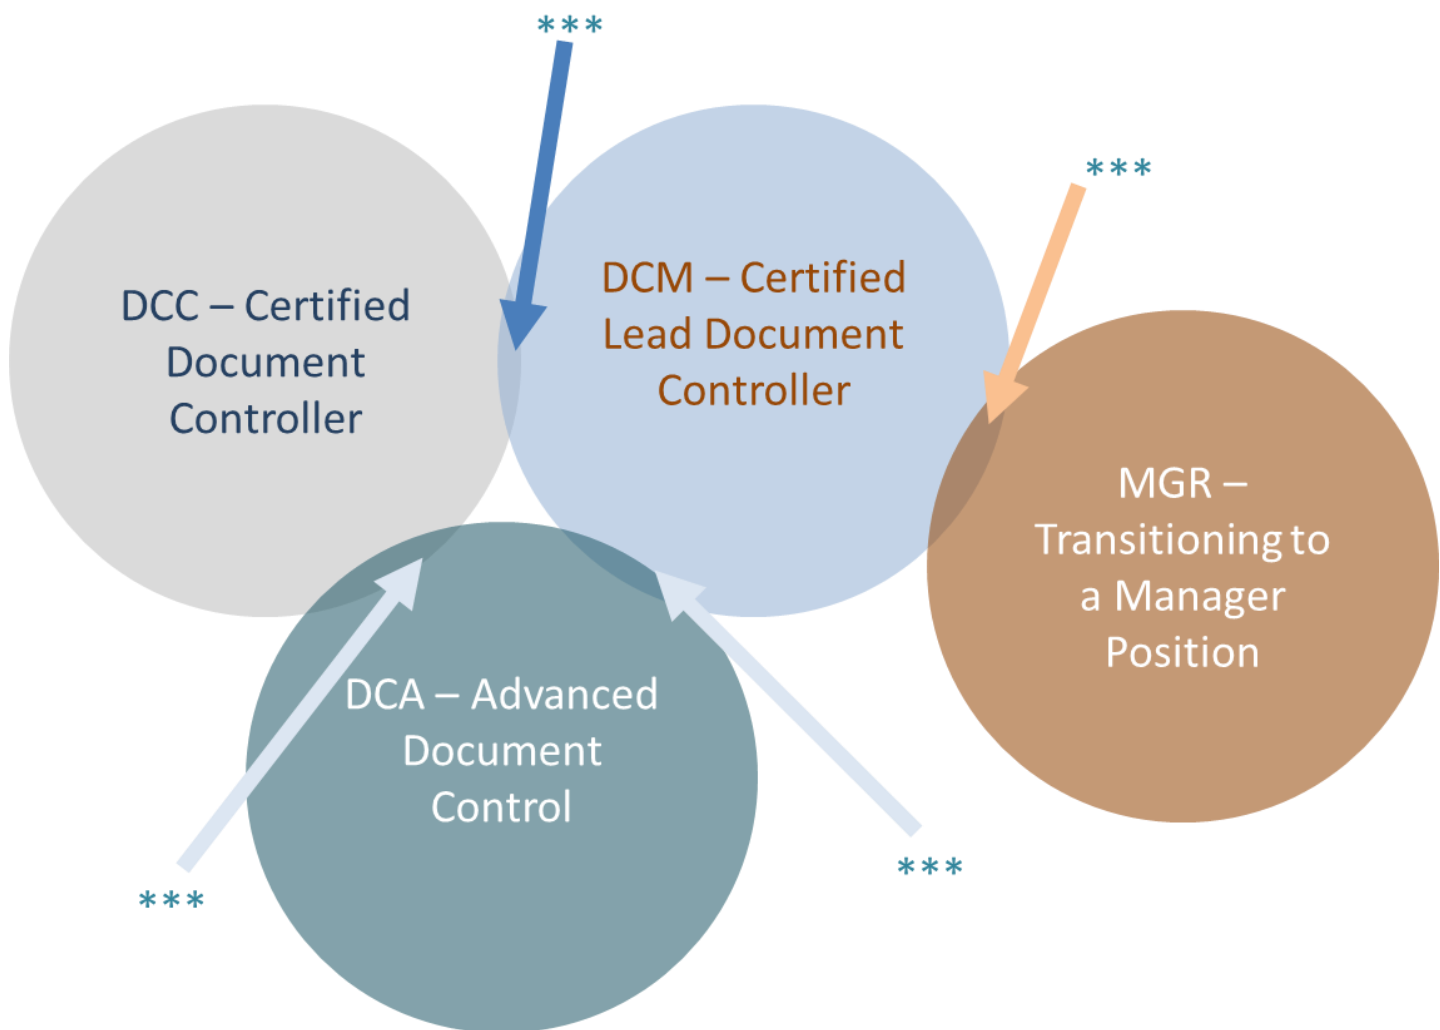 ***
***
DCC – Certified
Document
Controller
DCM – Certified
Lead Document
Controller
MGR –
Transitioning to
a Manager
Position
DCA – Advanced
Document
Control
***
***